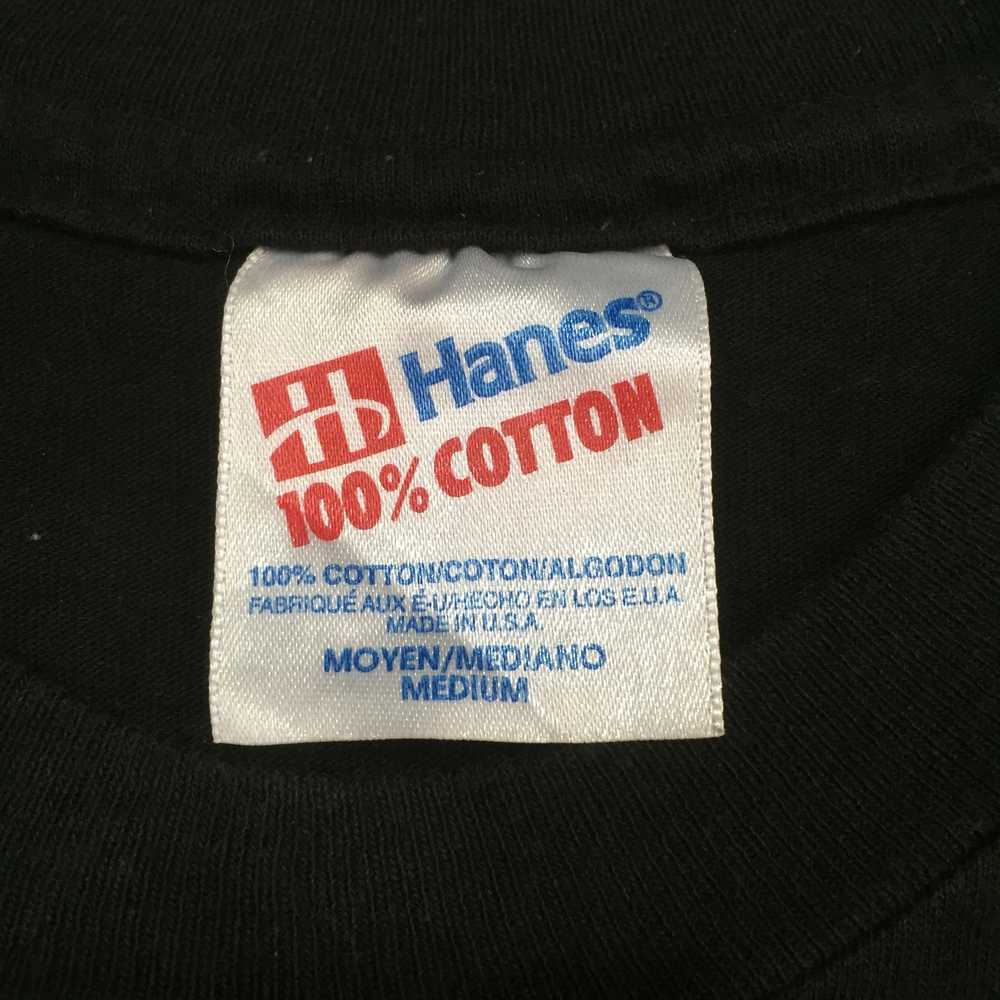 Hanes®
100% COTTON
100% COTTON/COTON/ALGODON
FABRIQUÉ AUX É-U/HECHO EN LOS E.U.A.
MADE IN U.S.A.
MOYEN/MEDIANO
MEDIUM